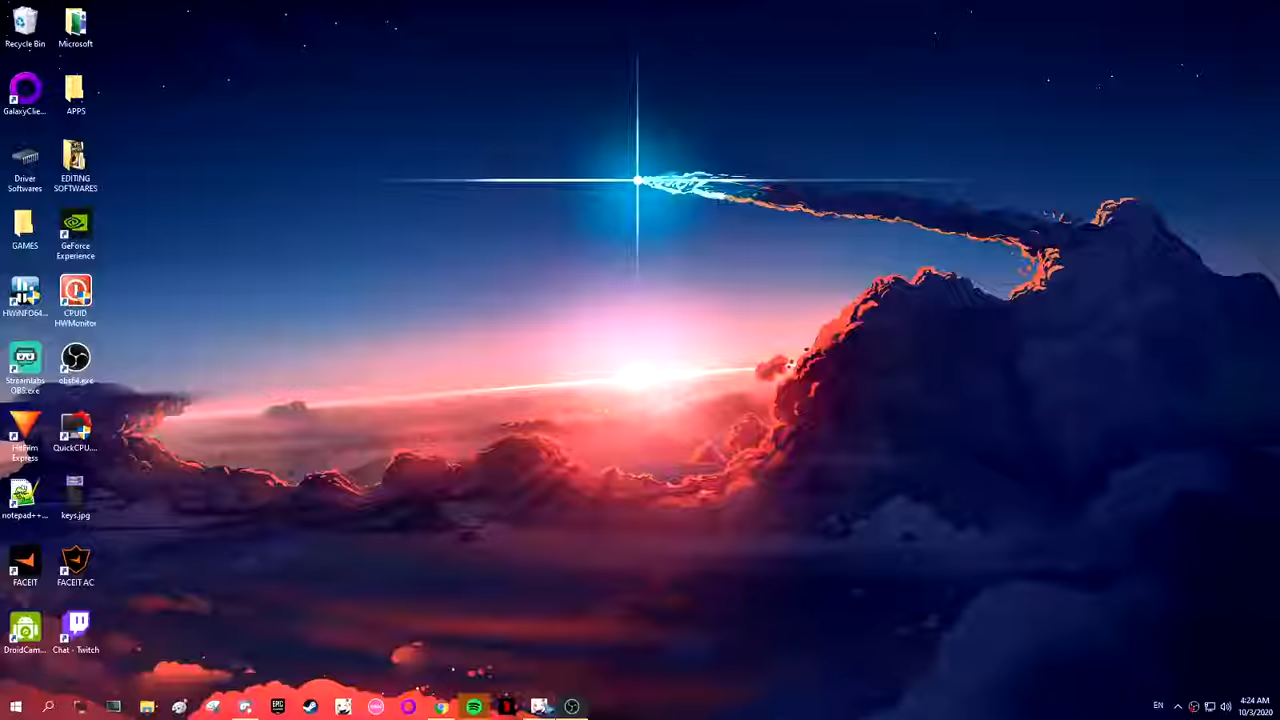 Recycle Bin
Microsoft
GalaxyClie...
APPS
Driver
Softwares
EDITING
SOFTWARES
GAMES
GeForce
Experience
HWiNFO64...
CPUID
HWMonitor
Streamlabs
OBS.exe
obs64.exe
HitFilm
Express
QuickCPU....
notepad++...
keys.jpg
FACEIT
FACEIT AC
DroidCam...
Chat - Twitch
EPIC
EN
4:24 AM
10/3/2020